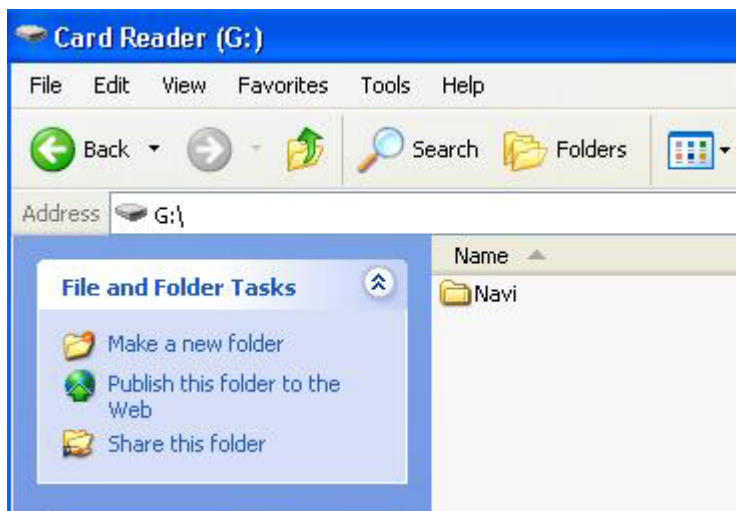 Card Reader (G:)
File Edit View Favorites Tools Help
Back Search Folders
Address G:\
Name
File and Folder Tasks
Navi
Make a new folder
Publish this folder to the
Web
Share this folder